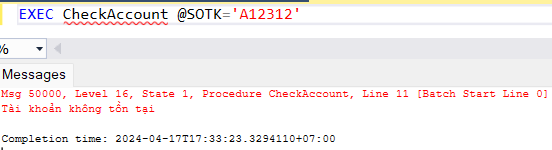 EXEC CheckAccount @SOTK='A12312'
%
Messages
Msg 50000, Level 16, State 1, Procedure CheckAccount, Line 11 [Batch Start Line 0]
Tài khoản không tồn tại
Completion time: 2024-04-17T17:33:23.3294110+07:00